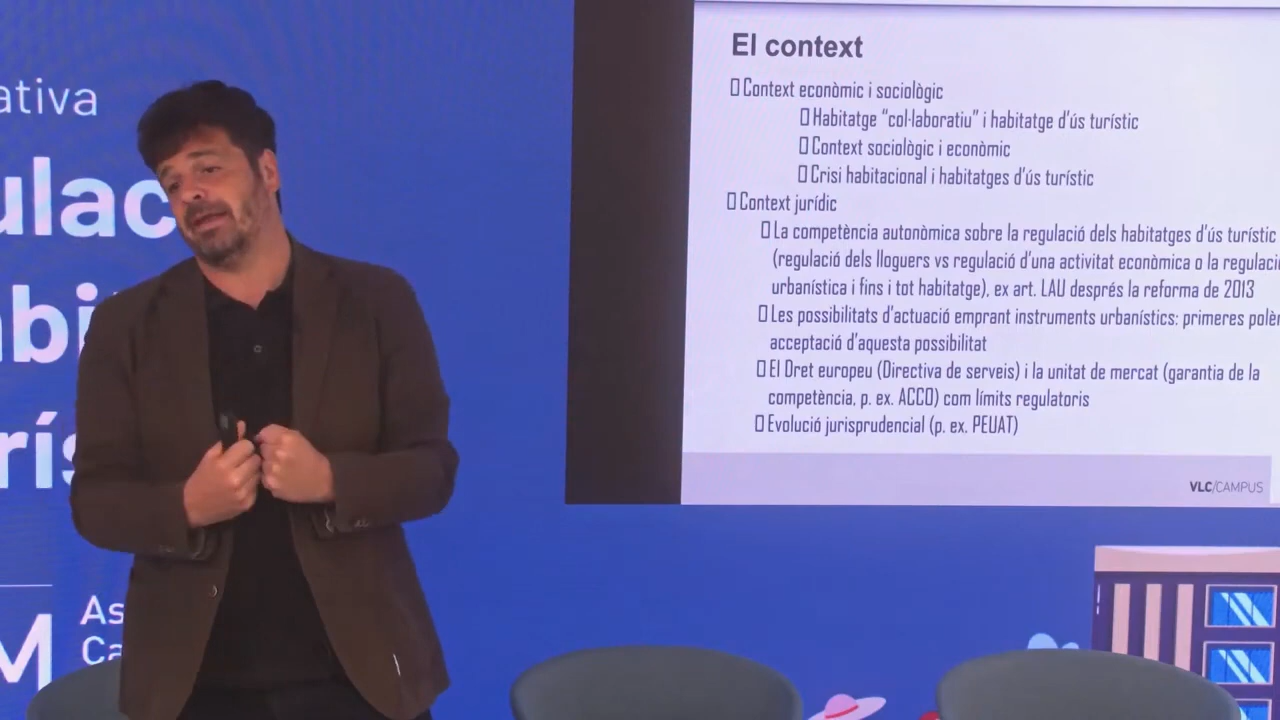 ativa
ulac
bi
rís
M
As
Ca
El context
Context econòmic i sociològic
Habitatge "col·laboratiu" i habitatge d'ús turístic
Context sociològic i econòmic
Crisi habitacional i habitatges d'ús turístic
Context jurídic
La competència autonòmica sobre la regulació dels habitatges d'ús turístic
(regulació dels lloguers vs regulació d'una activitat econòmica o la regulació
urbanística i fins i tot habitatge), ex art. LAU després la reforma de 2013
Les possibilitats d'actuació emprant instruments urbanístics: primeres polèm
acceptació d'aquesta possibilitat
El Dret europeu (Directiva de serveis) i la unitat de mercat (garantia de la
competència, p. ex. ACCO) com límits regulatoris
Evolució jurisprudencial (p. ex. PEUAT)
VLC/CAMPUS